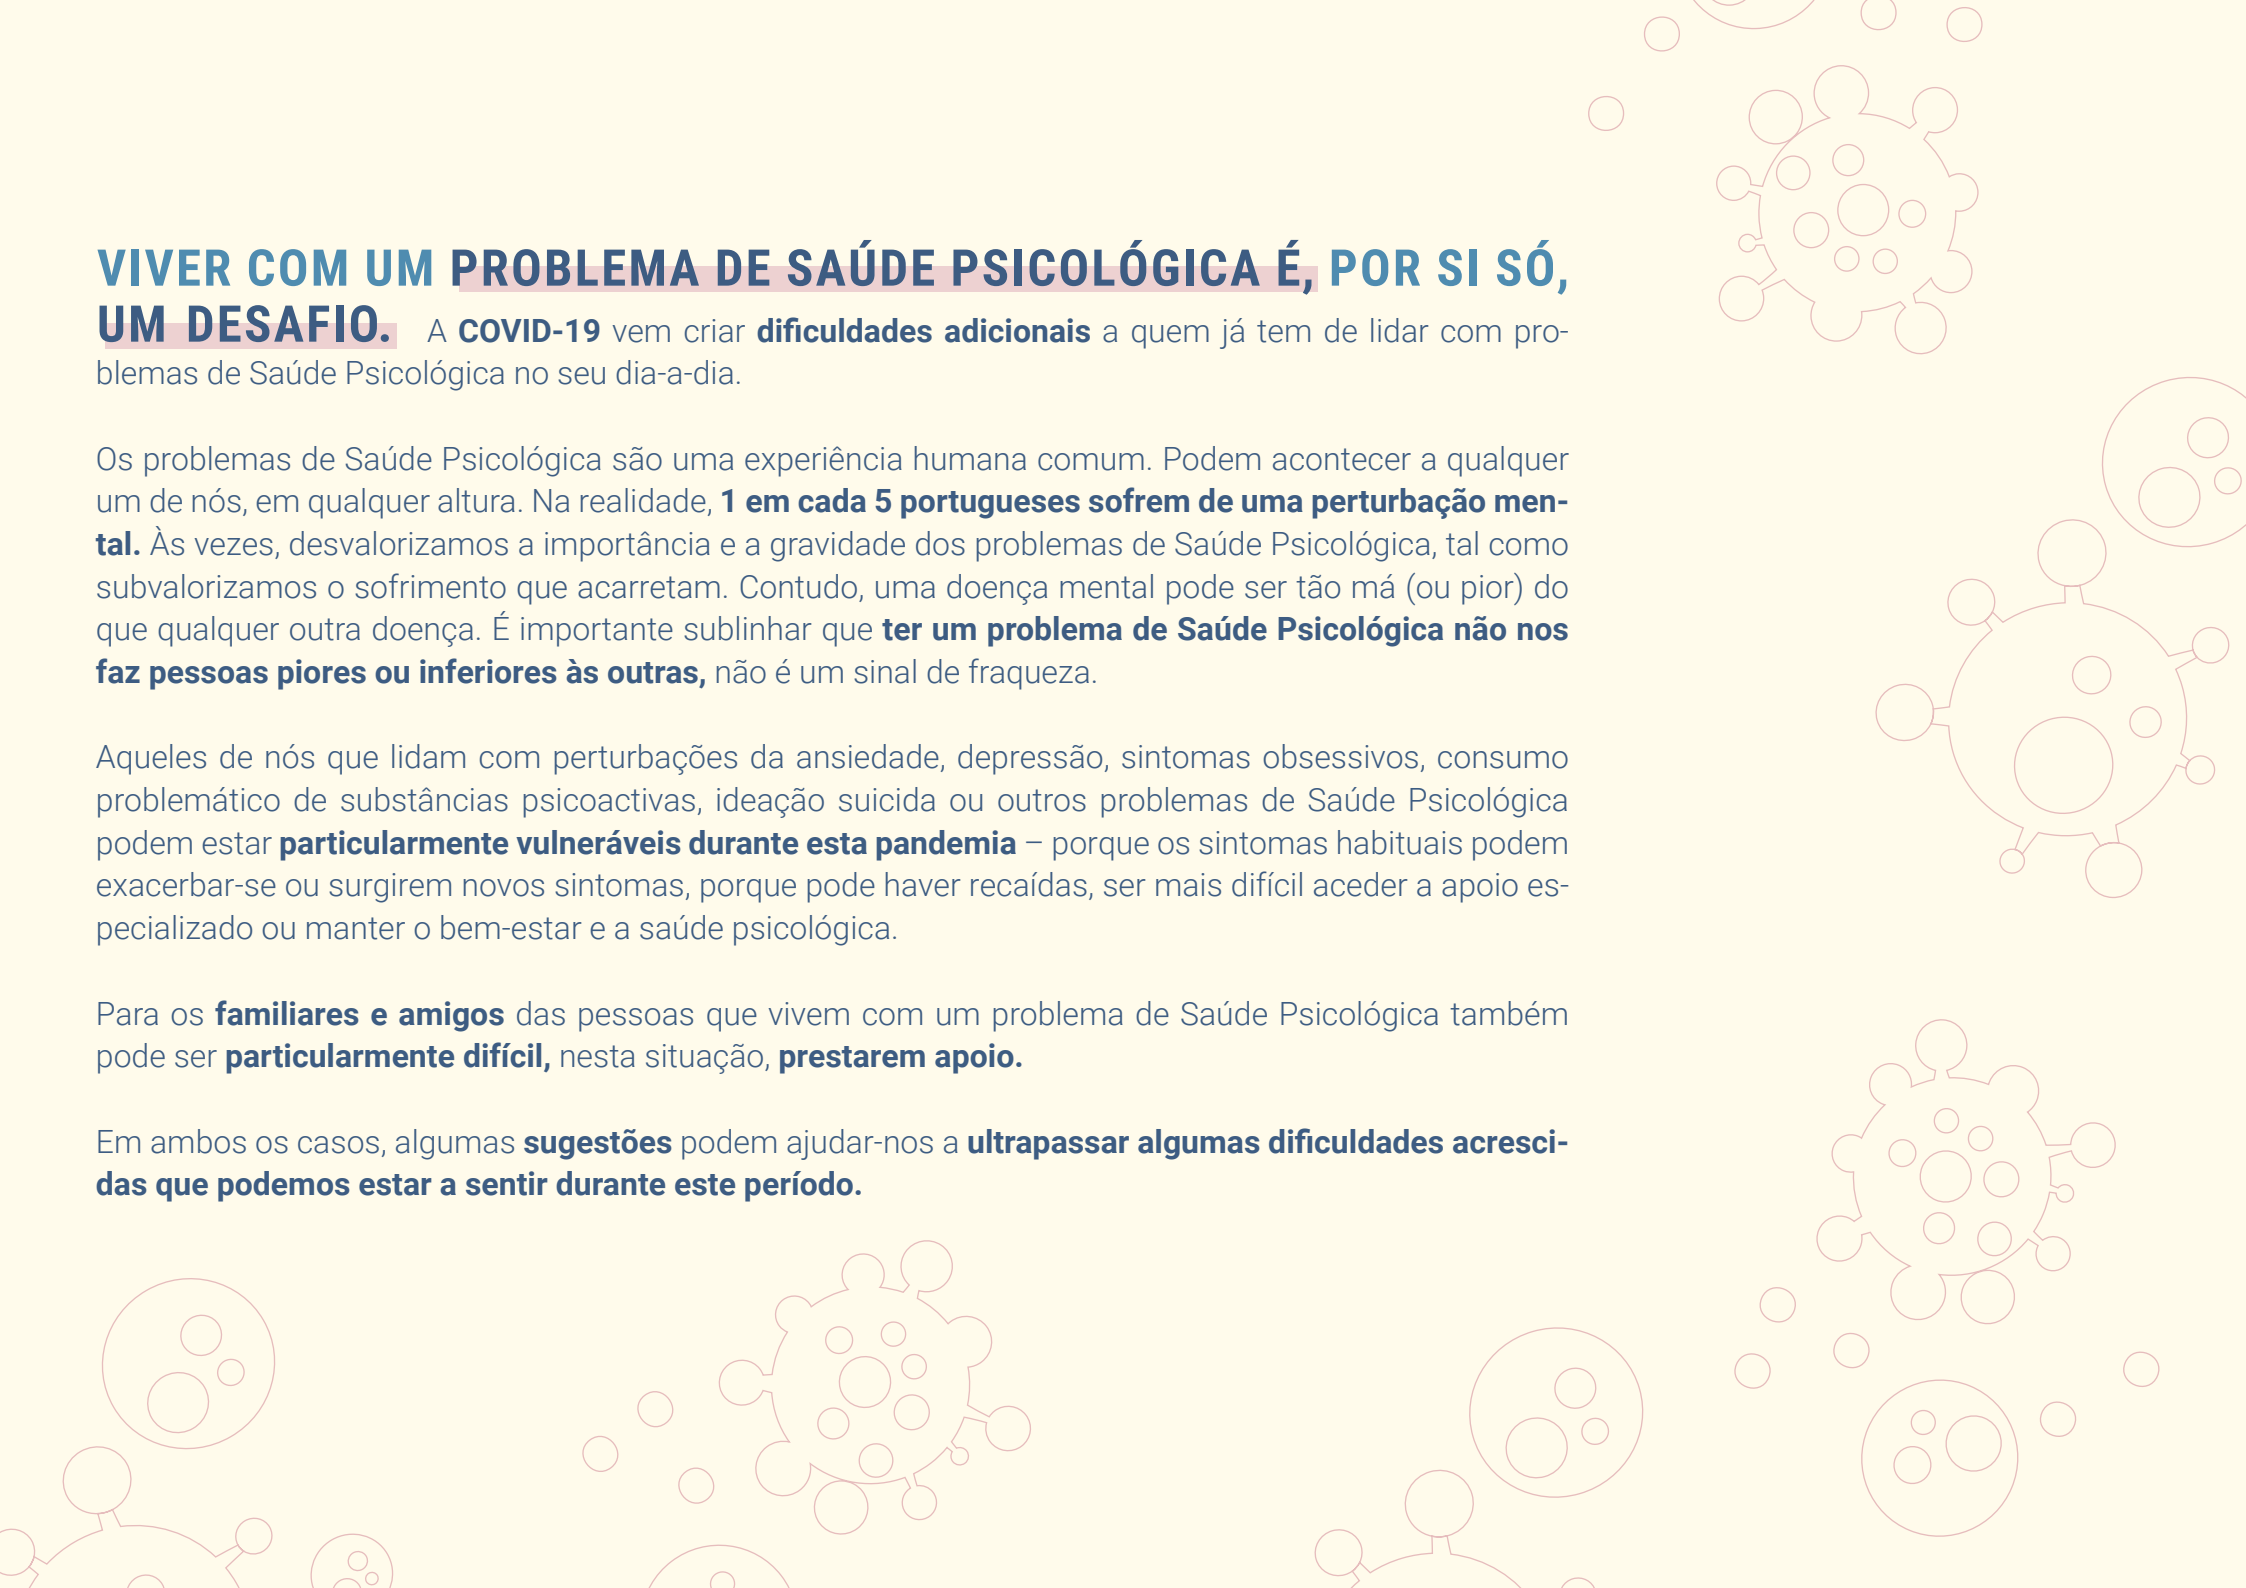 VIVER COM UM PROBLEMA DE SAÚDE PSICOLÓGICA É, POR SI SÓ,
UM DESAFIO. A COVID-19 vem criar dificuldades adicionais a quem já tem de lidar com pro-
blemas de Saúde Psicológica no seu dia-a-dia.
Os problemas de Saúde Psicológica são uma experiência humana comum. Podem acontecer a qualquer
um de nós, em qualquer altura. Na realidade, 1 em cada 5 portugueses sofrem de uma perturbação men-
tal. Às vezes, desvalorizamos a importância e a gravidade dos problemas de Saúde Psicológica, tal como
subvalorizamos o sofrimento que acarretam. Contudo, uma doença mental pode ser tão má (ou pior) do
que qualquer outra doença. É importante sublinhar que ter um problema de Saúde Psicológica não nos
faz pessoas piores ou inferiores às outras, não é um sinal de fraqueza.
Aqueles de nós que lidam com perturbações da ansiedade, depressão, sintomas obsessivos, consumo
problemático de substâncias psicoactivas, ideação suicida ou outros problemas de Saúde Psicológica
podem estar particularmente vulneráveis durante esta pandemia – porque os sintomas habituais podem
exacerbar-se ou surgirem novos sintomas, porque pode haver recaídas, ser mais difícil aceder a apoio es-
pecializado ou manter o bem-estar e a saúde psicológica.
Para os familiares e amigos das pessoas que vivem com um problema de Saúde Psicológica também
pode ser particularmente difícil, nesta situação, prestarem apoio.
Em ambos os casos, algumas sugestões podem ajudar-nos a ultrapassar algumas dificuldades acresci-
das que podemos estar a sentir durante este período.